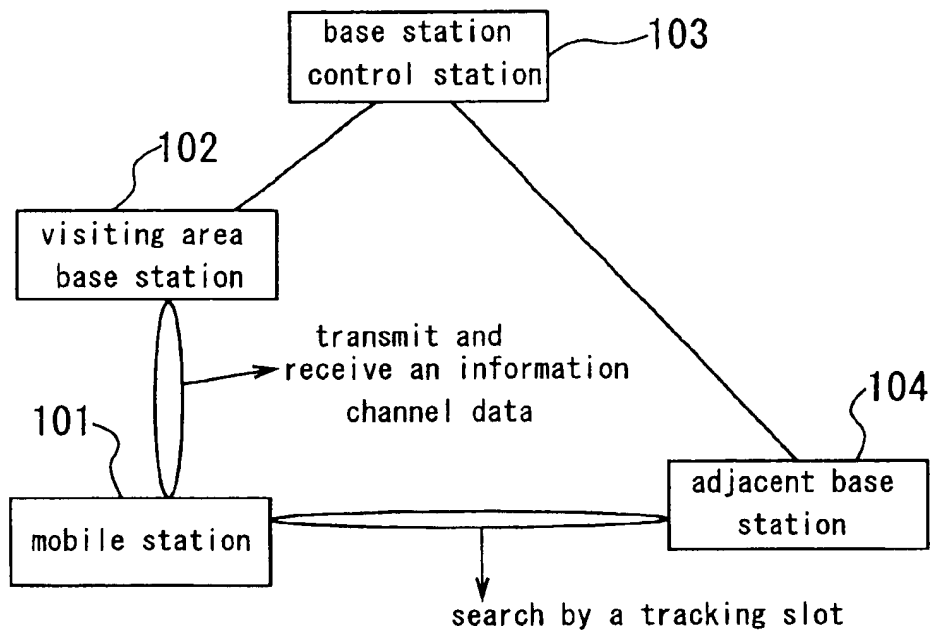 base station
control station
103
102
visiting area
base station
transmit and
receive an information
channel data
101
104
mobile station
adjacent base
station
search by a tracking slot